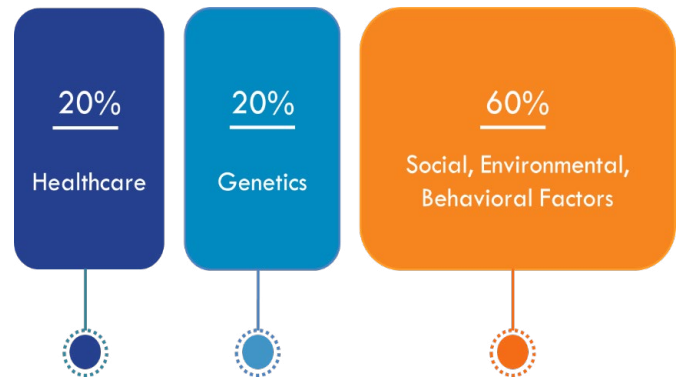 20%
Healthcare
20%
Genetics
60%
Social, Environmental,
Behavioral Factors